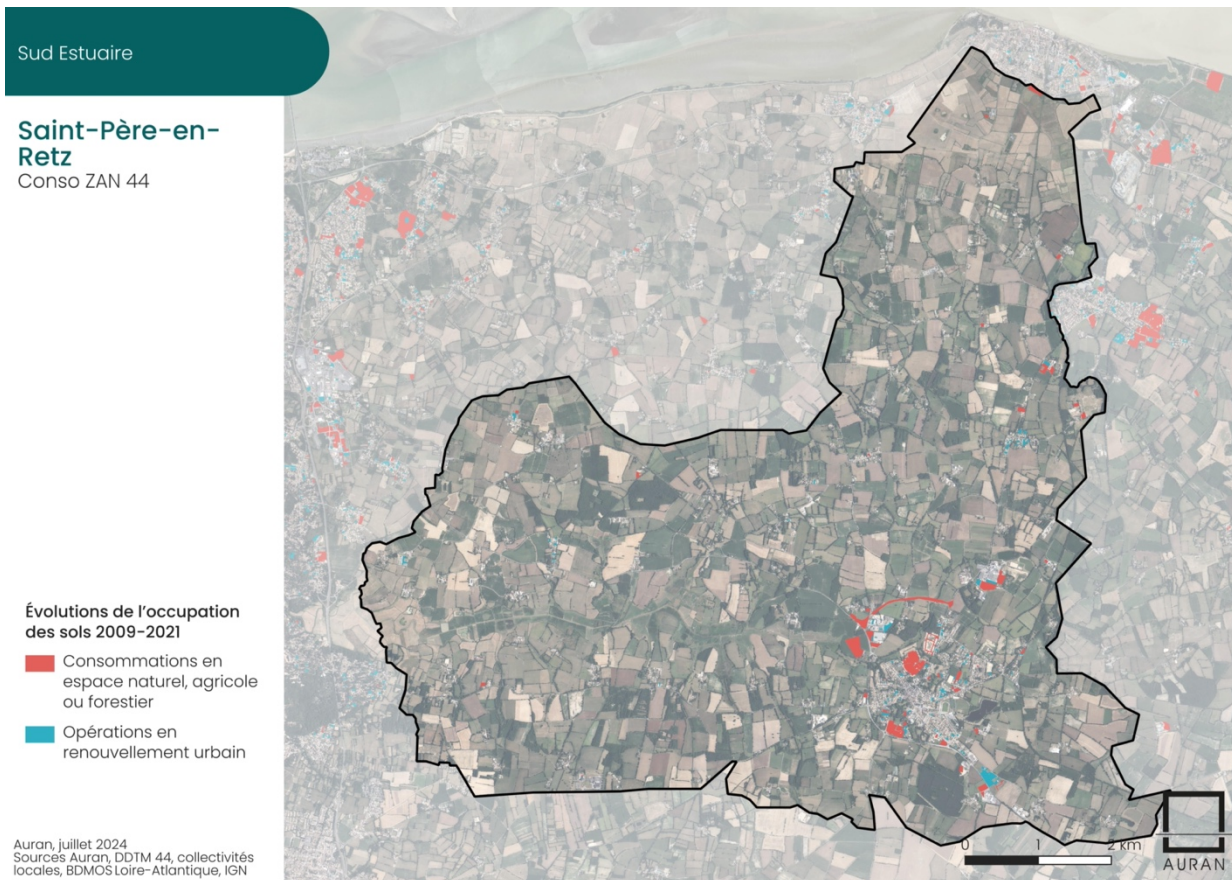 Sud Estuaire
Saint-Père-en-
Retz
Conso ZAN 44
Évolutions de l'occupation
des sols 2009-2021
Consommations en
espace naturel, agricole
ou forestier
Opérations en
renouvellement urbain
Auran, juillet 2024
Sources Auran, DDTM 44, collectivités
locales, BDMOS Loire-Atlantique, IGN
0 1 2 km
AURAN